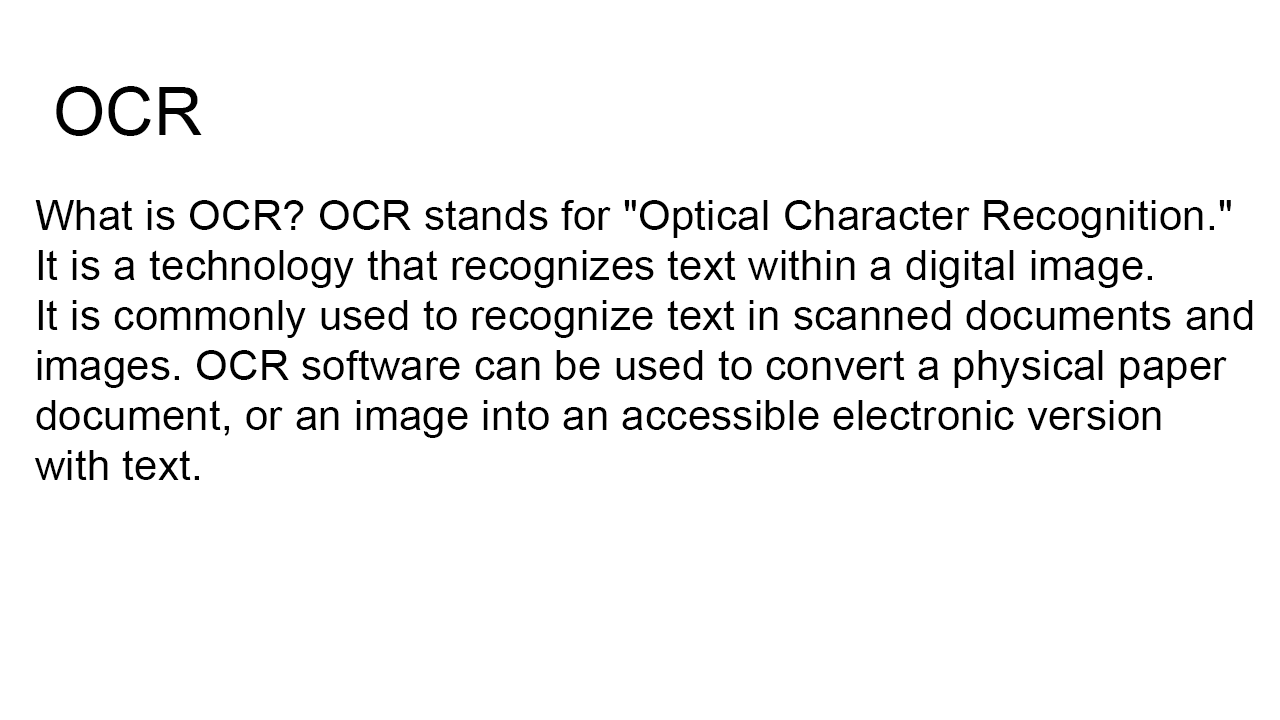 OCR
What is OCR? OCR stands for "Optical Character Recognition."
It is a technology that recognizes text within a digital image.
It is commonly used to recognize text in scanned documents and
images. OCR software can be used to convert a physical paper
document, or an image into an accessible electronic version
with text.